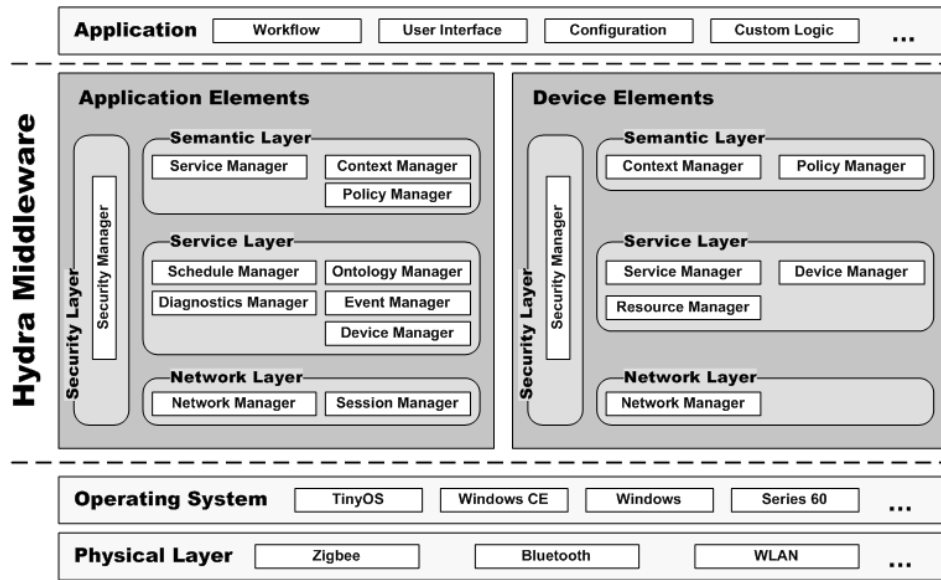 Application
Workflow
User Interface
Configuration
Custom Logic
...
Hydra Middleware
Application Elements
Security Layer
Security Manager
Semantic Layer
Service Manager
Context Manager
Policy Manager
Service Layer
Schedule Manager
Ontology Manager
Diagnostics Manager
Event Manager
Device Manager
Network Layer
Network Manager
Session Manager
Device Elements
Security Layer
Security Manager
Semantic Layer
Context Manager
Policy Manager
Service Layer
Service Manager
Device Manager
Resource Manager
Network Layer
Network Manager
Operating System
TinyOS
Windows CE
Windows
Series 60
...
Physical Layer
Zigbee
Bluetooth
WLAN
...